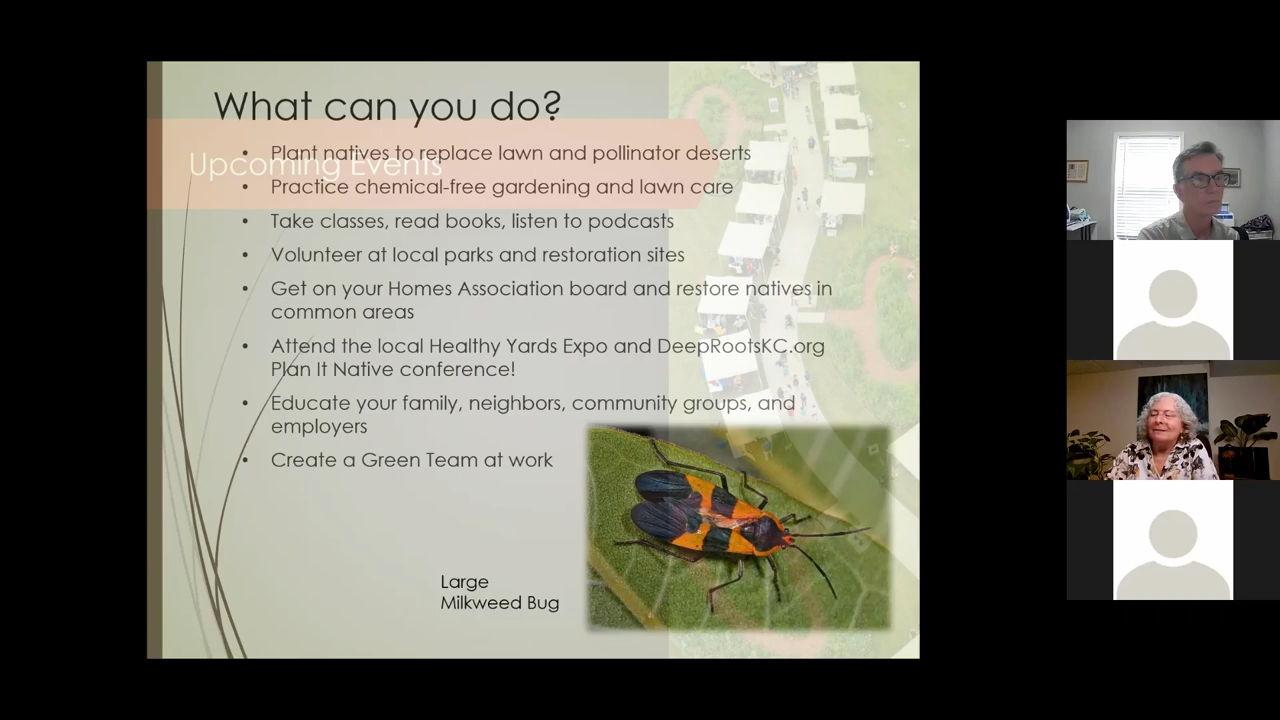 What can you do?
Upcoming Events
• Plant natives to replace lawn and pollinator deserts
• Practice chemical-free gardening and lawn care
• Take classes, read books, listen to podcasts
• Volunteer at local parks and restoration sites
• Get on your Homes Association board and restore natives in
common areas
• Attend the local Healthy Yards Expo and DeepRootsKC.org
Plan It Native conference!
• Educate your family, neighbors, community groups, and
employers
• Create a Green Team at work
Large
Milkweed Bug